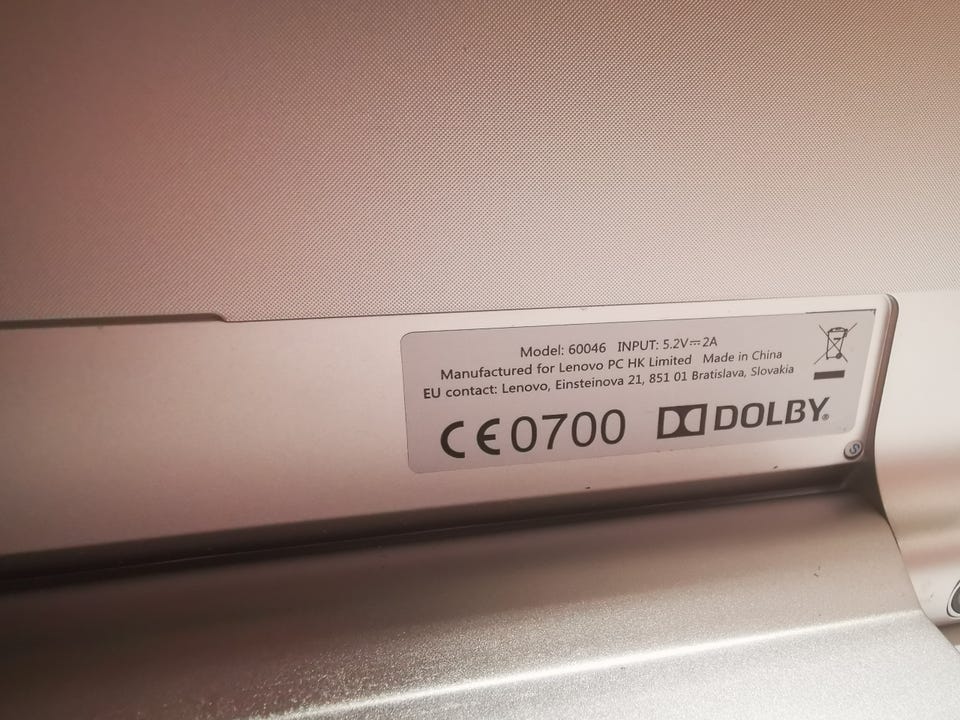 Model: 60046 INPUT: 5.2V⎓2A
Manufactured for Lenovo PC HK Limited Made in China
EU contact: Lenovo, Einsteinova 21, 851 01 Bratislava, Slovakia
CE0700 DOLBY®
S